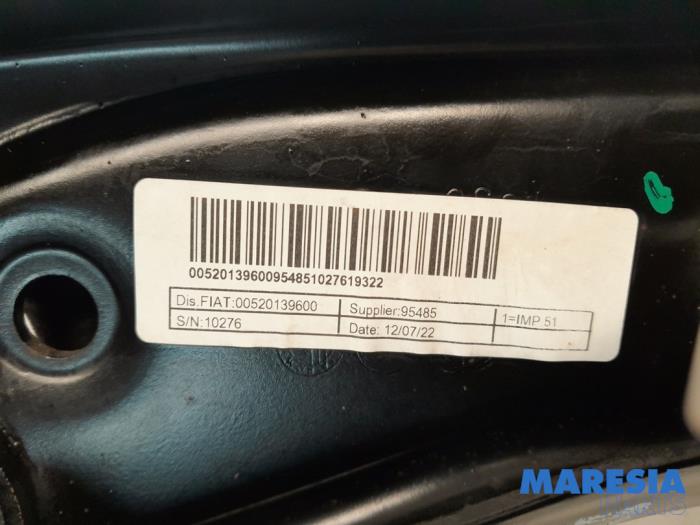 00520139600954851027619322
Dis.FIAT:00520139600 Supplier:95485 1=IMP 51
S/N:10276 Date: 12/07/22
MARESIA